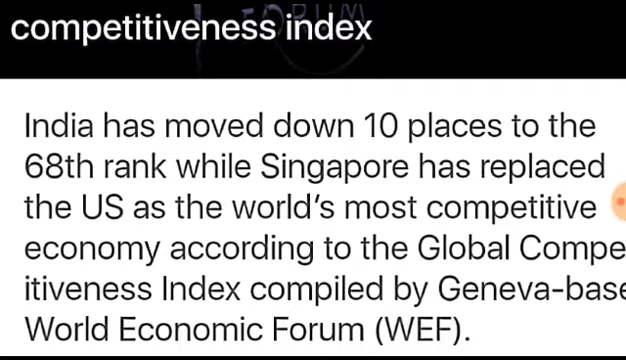 competitiveness index
India has moved down 10 places to the
68th rank while Singapore has replaced
the US as the world's most competitive
economy according to the Global Compe
itiveness Index compiled by Geneva-base
World Economic Forum (WEF).